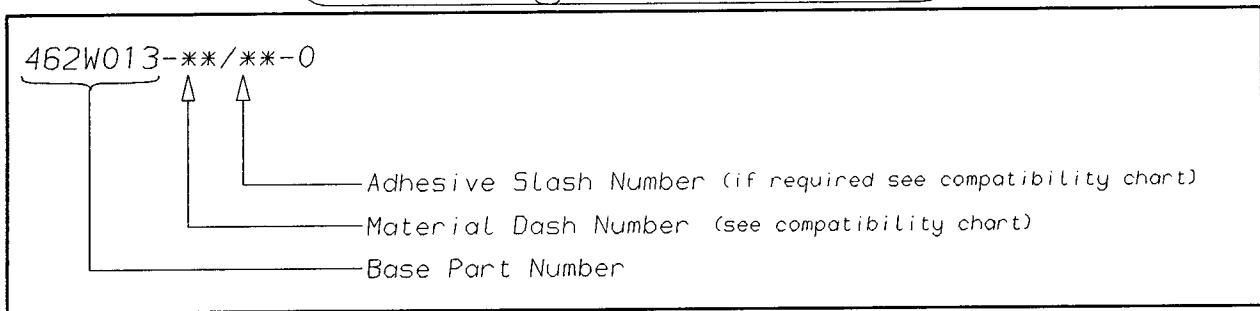 462W013-**/**-0
Adhesive Slash Number (if required see compatibility chart)
Material Dash Number (see compatibility chart)
Base Part Number